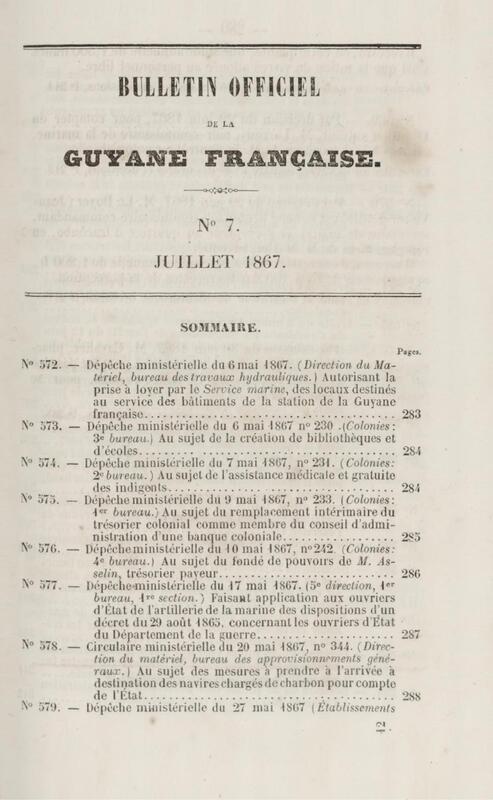 BULLETIN OFFICIEL
DE LA
GUYANE FRANÇAISE.
N° 7.
JUILLET 1867.
SOMMAIRE.
Pages.
N° 572. — Dépêche ministérielle du 6 mai 1867. (Direction du Ma-
tériel, bureau des travaux hydrauliques.) Autorisant la
prise à loyer par le Service marine, des locaux destinés
au service des bâtiments de la station de la Guyane
française........................................ 283
N° 573. — Dépêche ministérielle du 6 mai 1867 n° 230 .(Colonies:
3e bureau.) Au sujet de la création de bibliothèques et
d'écoles........................................ 284
N° 574. — Dépêche ministérielle du 7 mai 1867, n° 231. (Colonies:
2e bureau.) Au sujet de l'assistance médicale et gratuite
des indigents.................................... 284
N° 575. — Dépêche ministérielle du 9 mai 1867, n° 233. (Colonies:
1er bureau.) Au sujet du remplacement intérimaire du
trésorier colonial comme membre du conseil d'admi-
nistration d'une banque coloniale.................... 285
N° 576. — Dépêche ministérielle du 10 mai 1867, n° 242. (Colonies:
4e bureau.) Au sujet du fondé de pouvoirs de M. As-
selin, trésorier payeur............................ 286
N° 577. — Dépêche ministérielle du 17 mai 1867. (5e direction, 1er
bureau, 1re section.) Faisant application aux ouvriers
d'État de l'artillerie de la marine des dispositions d'un
décret du 29 août 1865, concernant les ouvriers d'État
du Département de la guerre........................ 287
N° 578. — Circulaire ministérielle du 20 mai 1867, n° 344. (Direc-
tion du matériel, bureau des approvisionnements géné-
raux.) Au sujet des mesures à prendre à l'arrivée à
destination des navires chargés de charbon pour compte
de l'État........................................ 288
N° 579. — Dépêche ministérielle du 27 mai 1867 (Établissements
21